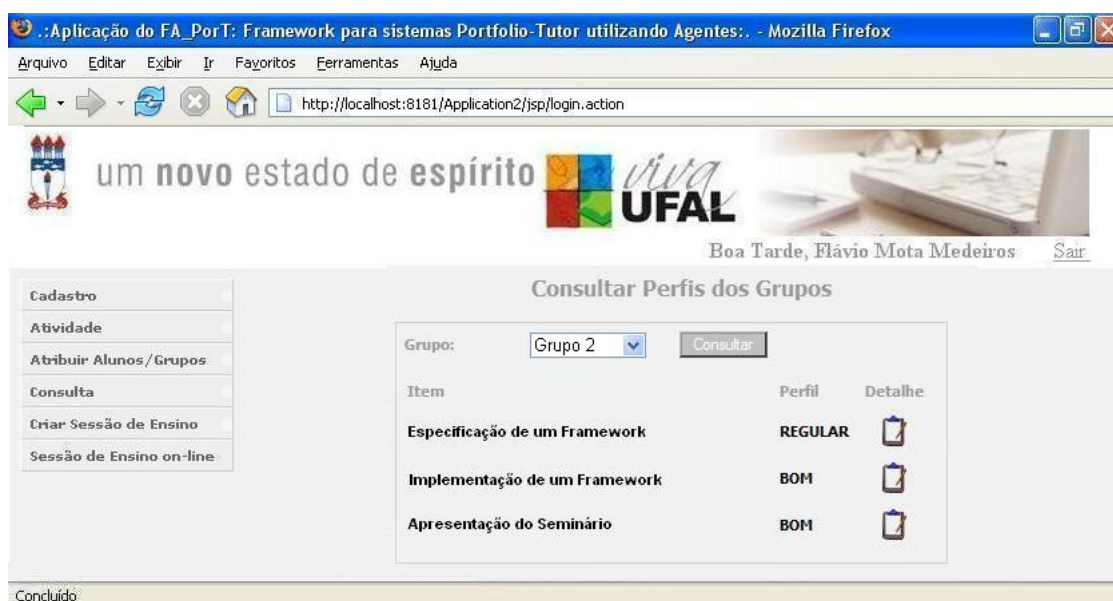 .:Aplicação do FA_PorT: Framework para sistemas Portfolio-Tutor utilizando Agentes:. - Mozilla Firefox
Arquivo Editar Exibir Ir Favoritos Ferramentas Ajuda
http://localhost:8181/Application2/jsp/login.action
um novo estado de espírito viva UFAL
Boa Tarde, Flávio Mota Medeiros Sair
Consultar Perfis dos Grupos
Cadastro
Atividade
Atribuir Alunos/Grupos
Consulta
Criar Sessão de Ensino
Sessão de Ensino on-line
Grupo: Grupo 2 Consultar
Item Perfil Detalhe
Especificação de um Framework REGULAR
Implementação de um Framework BOM
Apresentação do Seminário BOM
Concluído